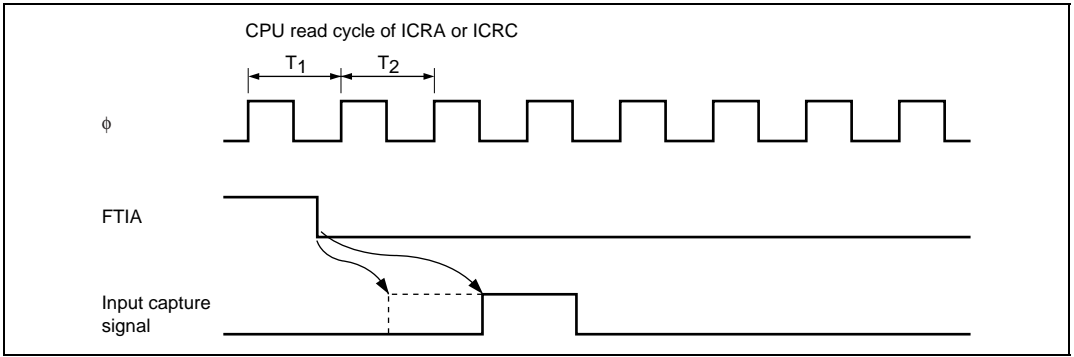 CPU read cycle of ICRA or ICRC
T1 T2
ϕ
FTIA
Input capture
signal